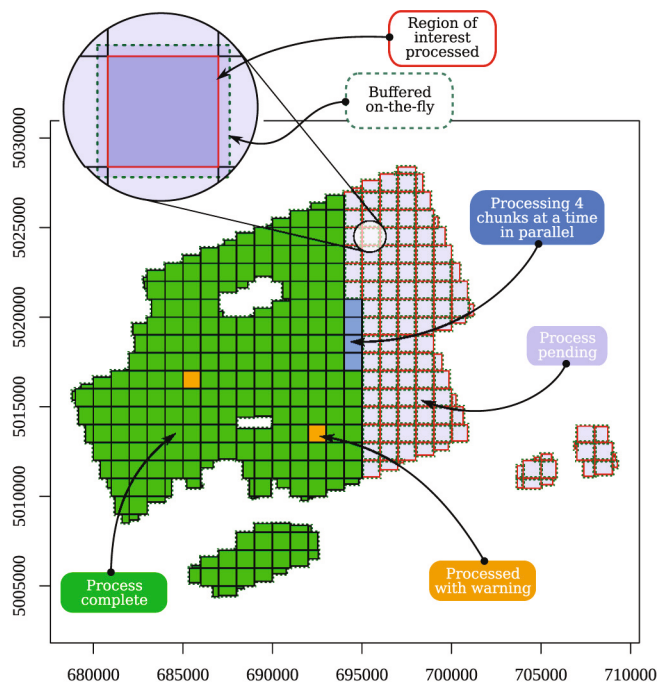 Region of
interest
processed
Buffered
on-the-fly
Processing 4
chunks at a time
in parallel
Process
pending
Process
complete
Processed
with warning
5030000
5025000
5020000
5015000
5010000
5005000
680000
685000
690000
695000
700000
705000
710000